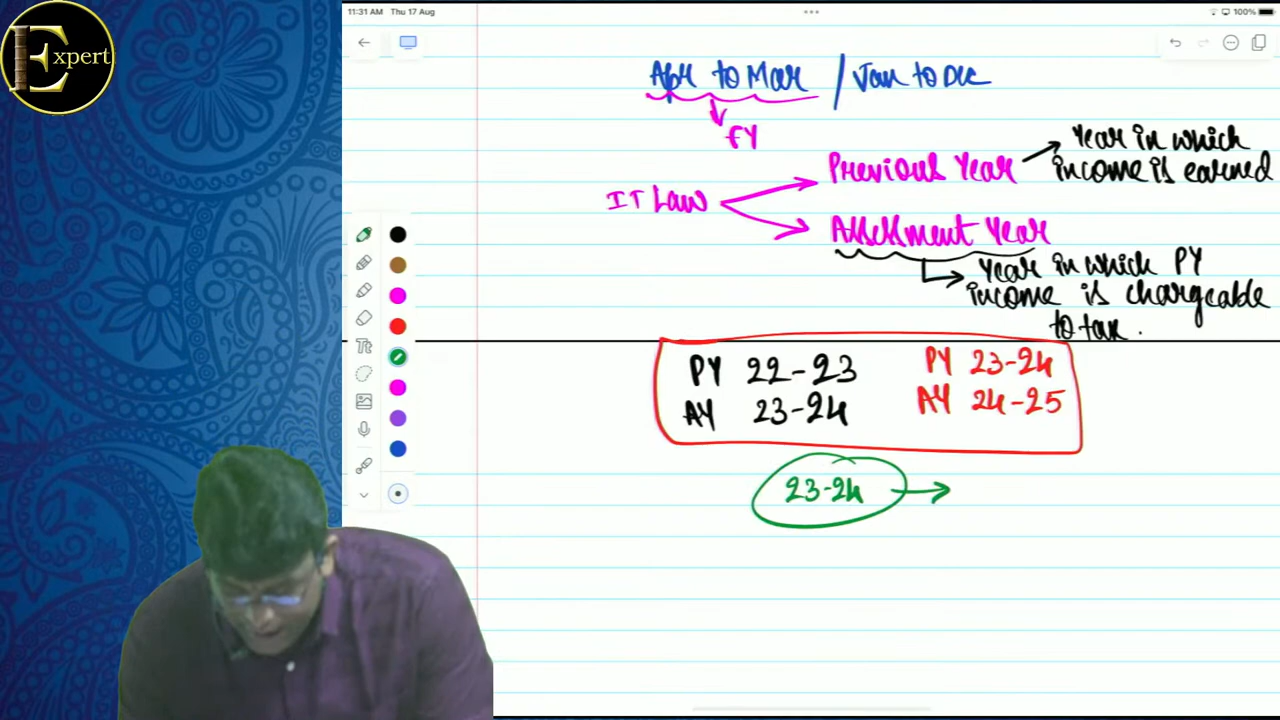 11:31 AM Thu 17 Aug
100%
Expert
Apr to Mar / Jan to Dec
FY
IT Law
Previous Year
Year in which
income is earned
Assessment Year
Year in which PY
income is chargeable
to tax.
PY 22-23
AY 23-24
PY 23-24
AY 24-25
23-24
Tt